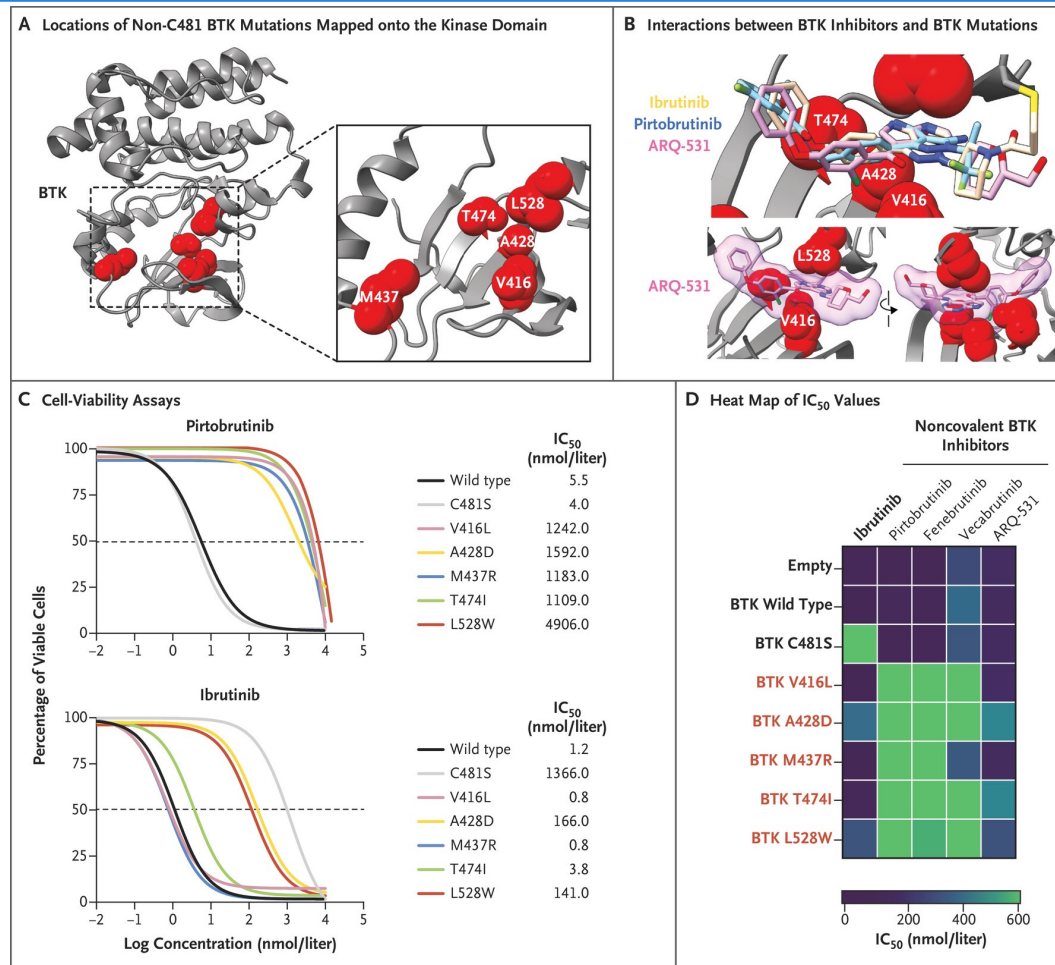 A Locations of Non-C481 BTK Mutations Mapped onto the Kinase Domain
BTK
T474
L528
A428
V416
M437
B Interactions between BTK Inhibitors and BTK Mutations
Ibrutinib
Pirtobrutinib
ARQ-531
T474
A428
V416
L528
ARQ-531
V416
C Cell-Viability Assays
Pirtobrutinib
Percentage of Viable Cells
100
75
50
25
0
−2 −1 0 1 2 3 4 5
IC50
(nmol/liter)
Wild type 5.5
C481S 4.0
V416L 1242.0
A428D 1592.0
M437R 1183.0
T474I 1109.0
L528W 4906.0
Ibrutinib
100
75
50
25
0
−2 −1 0 1 2 3 4 5
Log Concentration (nmol/liter)
IC50
(nmol/liter)
Wild type 1.2
C481S 1366.0
V416L 0.8
A428D 166.0
M437R 0.8
T474I 3.8
L528W 141.0
D Heat Map of IC50 Values
Noncovalent BTK
Inhibitors
Ibrutinib
Pirtobrutinib
Fenebrutinib
Vecabrutinib
ARQ-531
Empty
BTK Wild Type
BTK C481S
BTK V416L
BTK A428D
BTK M437R
BTK T474I
BTK L528W
0 200 400 600
IC50 (nmol/liter)